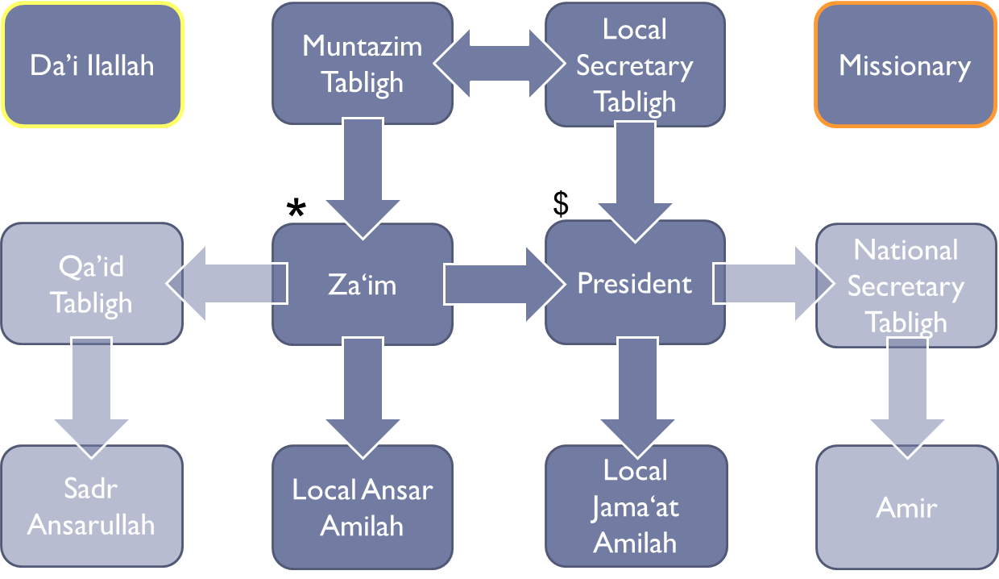 Da’i Ilallah
Muntazim
Tabligh
Local
Secretary
Tabligh
Missionary
*
$
Qa’id
Tabligh
Za‘im
President
National
Secretary
Tabligh
Sadr
Ansarullah
Local Ansar
Amilah
Local
Jama‘at
Amilah
Amir